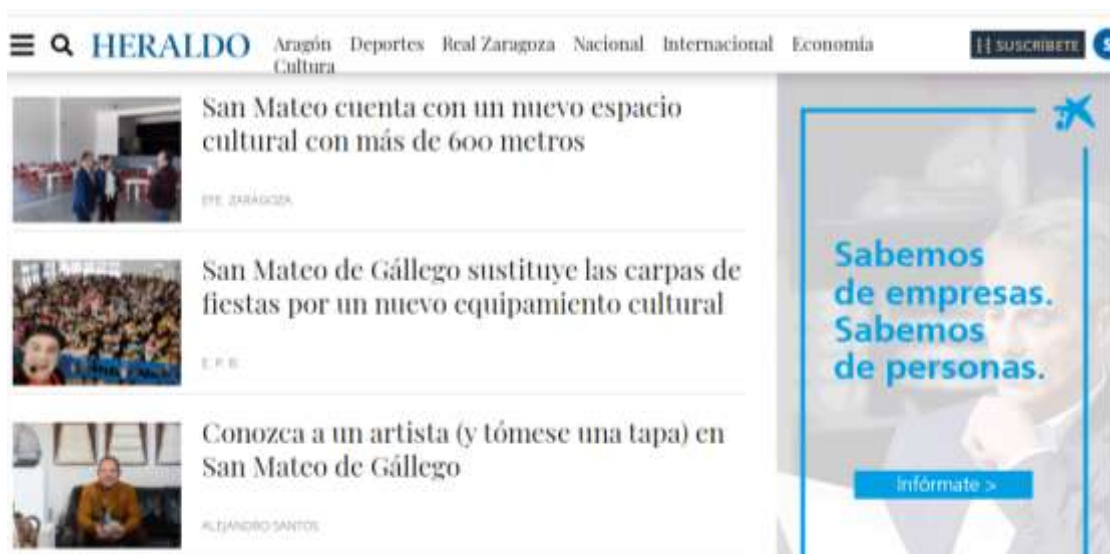 HERALDO
Aragón Deportes Real Zaragoza Nacional Internacional Economía
Cultura
SUSCRÍBETE
San Mateo cuenta con un nuevo espacio
cultural con más de 600 metros
EFE. ZARAGOZA
San Mateo de Gállego sustituye las carpas de
fiestas por un nuevo equipamiento cultural
E. P. B.
Conozca a un artista (y tómese una tapa) en
San Mateo de Gállego
ALEJANDRO SANTOS
Sabemos
de empresas.
Sabemos
de personas.
Infórmate >